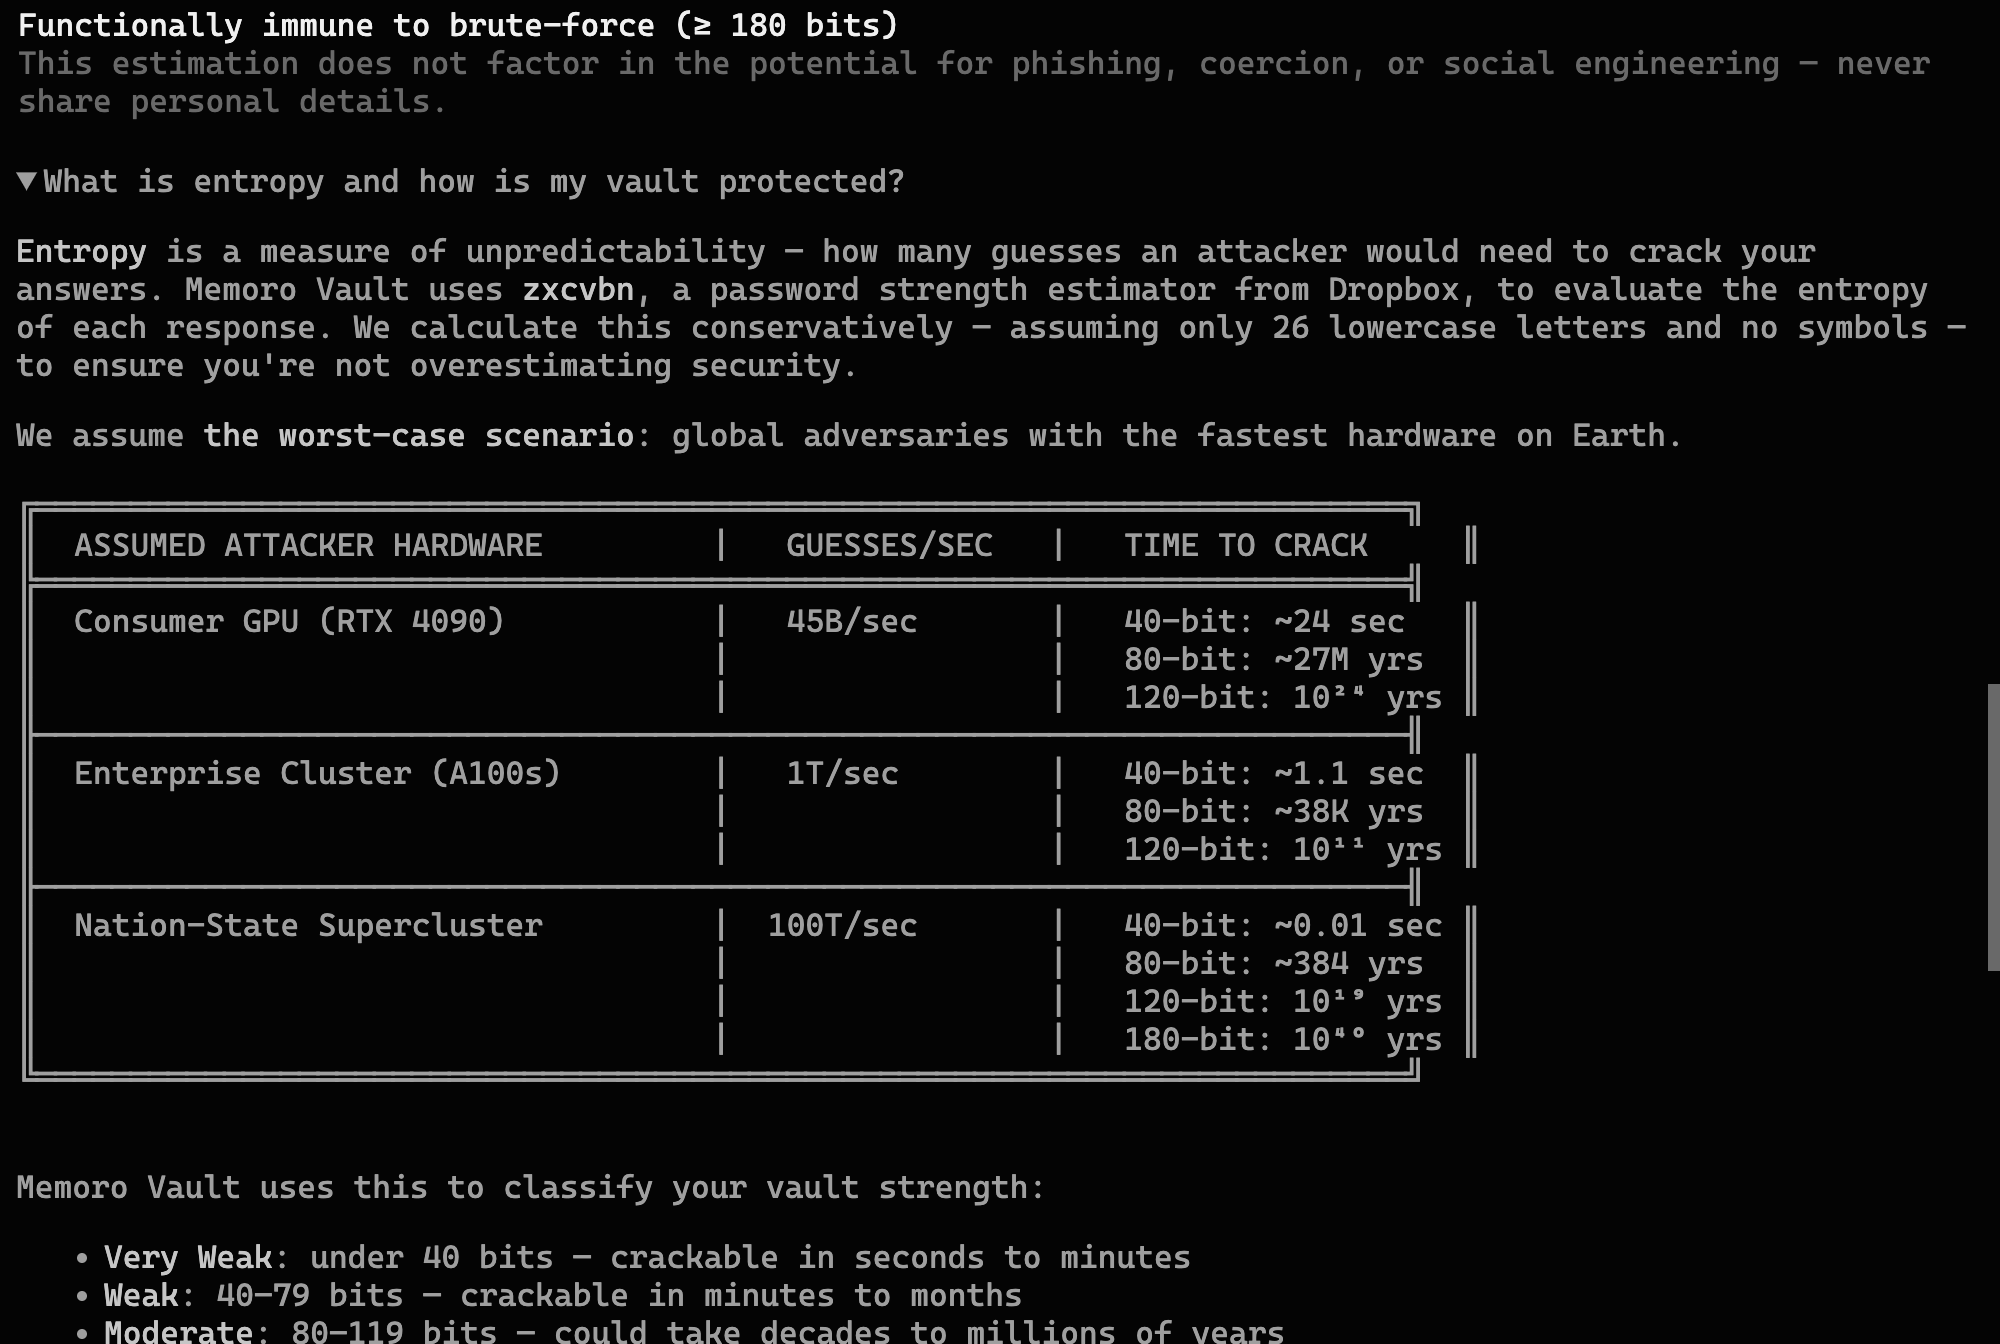 Functionally immune to brute-force (≥ 180 bits)
This estimation does not factor in the potential for phishing, coercion, or social engineering — never
share personal details.
▼What is entropy and how is my vault protected?
Entropy is a measure of unpredictability — how many guesses an attacker would need to crack your
answers. Memoro Vault uses zxcvbn, a password strength estimator from Dropbox, to evaluate the entropy
of each response. We calculate this conservatively — assuming only 26 lowercase letters and no symbols —
to ensure you're not overestimating security.
We assume the worst-case scenario: global adversaries with the fastest hardware on Earth.
ASSUMED ATTACKER HARDWARE | GUESSES/SEC | TIME TO CRACK
Consumer GPU (RTX 4090) | 45B/sec | 40-bit: ~24 sec
| | 80-bit: ~27M yrs
| | 120-bit: 10²⁴ yrs
Enterprise Cluster (A100s) | 1T/sec | 40-bit: ~1.1 sec
| | 80-bit: ~38K yrs
| | 120-bit: 10¹¹ yrs
Nation-State Supercluster | 100T/sec | 40-bit: ~0.01 sec
| | 80-bit: ~384 yrs
| | 120-bit: 10¹⁹ yrs
| | 180-bit: 10⁴⁰ yrs
Memoro Vault uses this to classify your vault strength:
• Very Weak: under 40 bits — crackable in seconds to minutes
• Weak: 40–79 bits — crackable in minutes to months
• Moderate: 80–119 bits — could take decades to millions of years